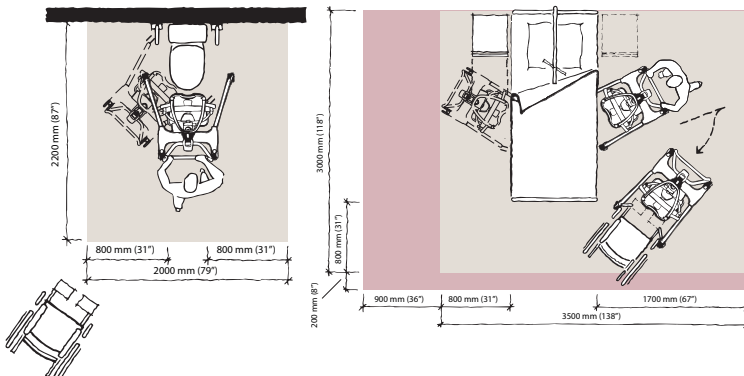 2200 mm (87")
800 mm (31")
800 mm (31")
2000 mm (79")
3000 mm (118")
800 mm (31")
200 mm (8")
900 mm (36")
800 mm (31")
1700 mm (67")
3500 mm (138")